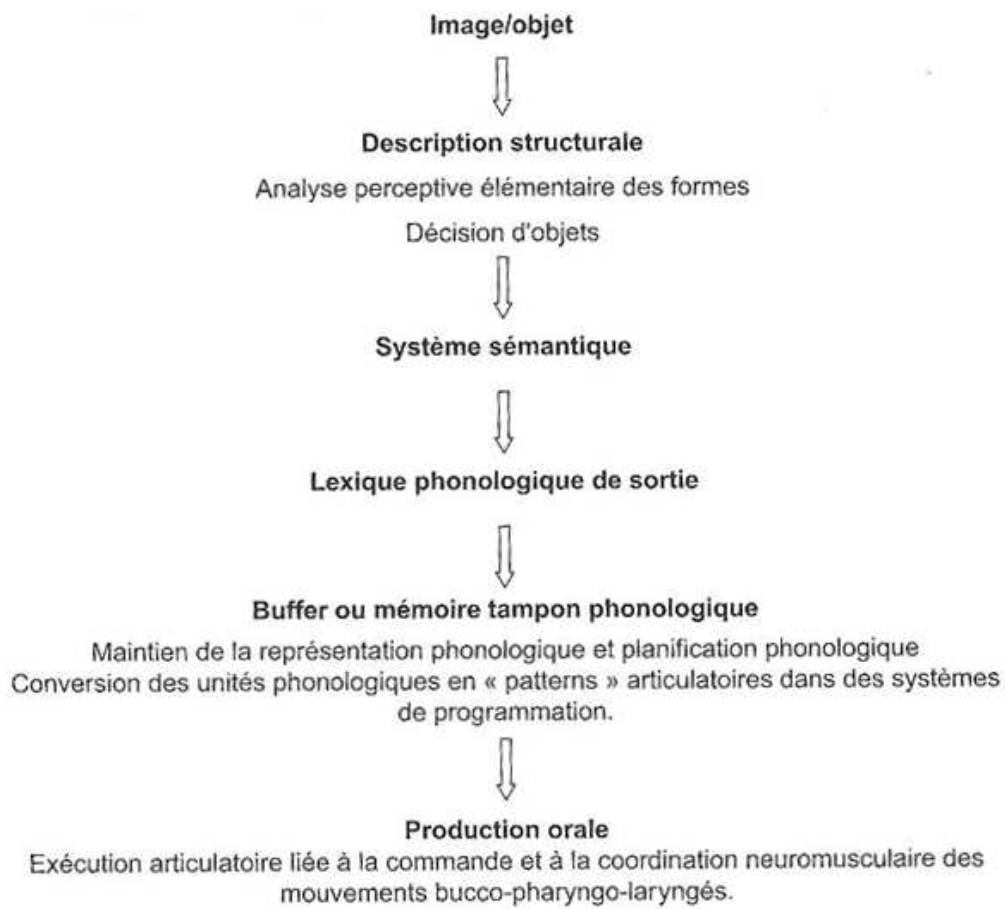 Image/objet
Description structurale
Analyse perceptive élémentaire des formes
Décision d'objets
Système sémantique
Lexique phonologique de sortie
Buffer ou mémoire tampon phonologique
Maintien de la représentation phonologique et planification phonologique
Conversion des unités phonologiques en « patterns » articulatoires dans des systèmes
de programmation.
Production orale
Exécution articulatoire liée à la commande et à la coordination neuromusculaire des
mouvements bucco-pharyngo-laryngés.